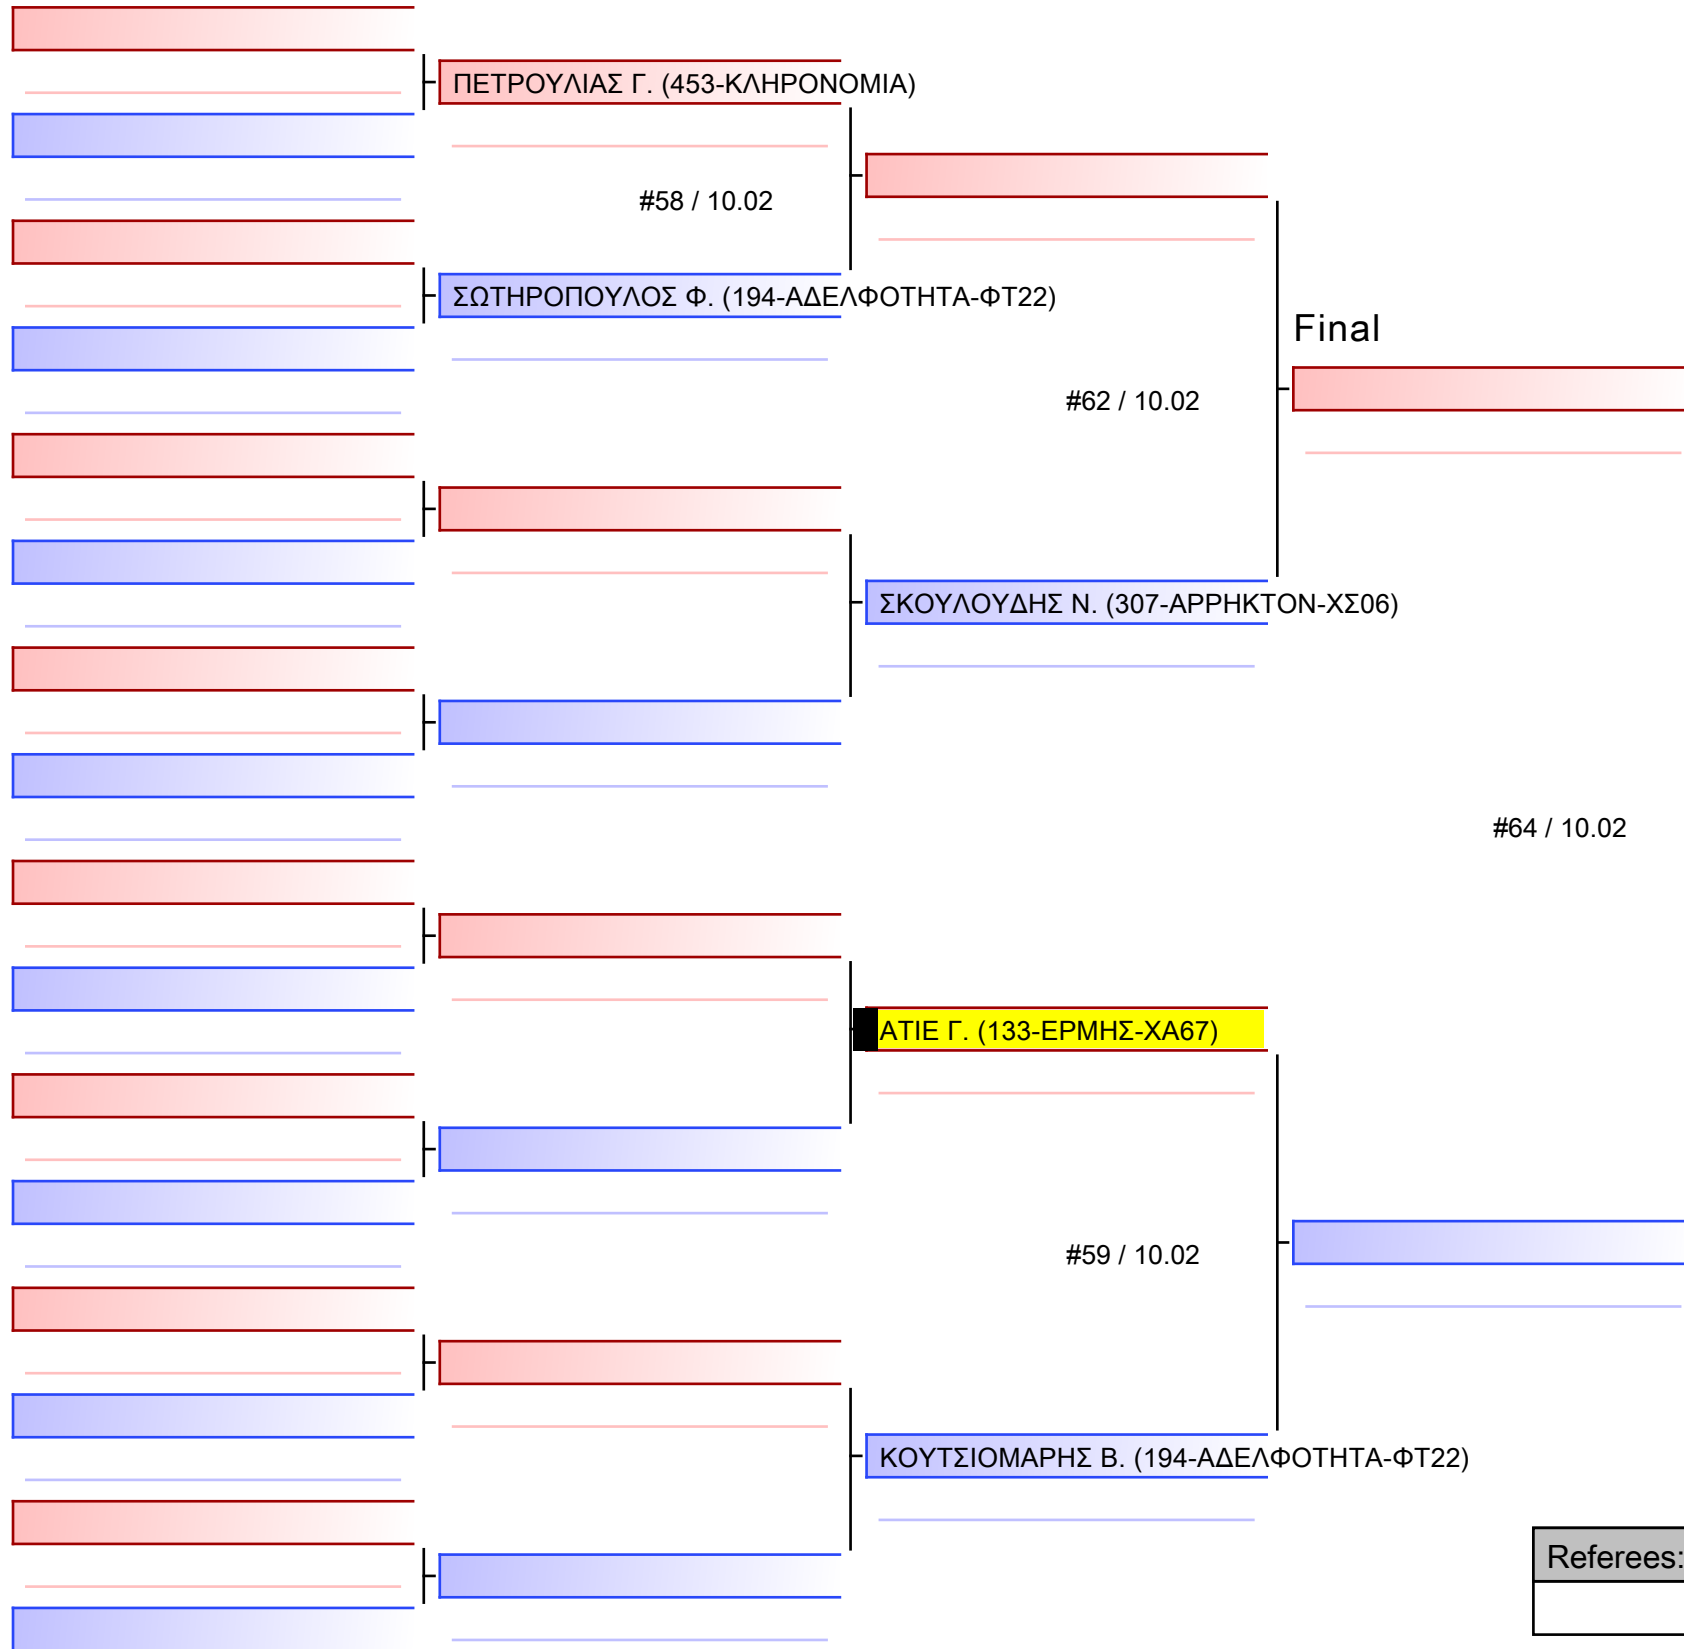 ΠΕΤΡΟΥΛΙΑΣ Γ. (453-ΚΛΗΡΟΝΟΜΙΑ)
#58 / 10.02
ΣΩΤΗΡΟΠΟΥΛΟΣ Φ. (194-ΑΔΕΛΦΟΤΗΤΑ-ΦΤ22)
Final
#62 / 10.02
ΣΚΟΥΛΟΥΔΗΣ Ν. (307-ΑΡΡΗΚΤΟΝ-ΧΣ06)
#64 / 10.02
ΑΤΙΕ Γ. (133-ΕΡΜΗΣ-ΧΑ67)
#59 / 10.02
ΚΟΥΤΣΙΟΜΑΡΗΣ Β. (194-ΑΔΕΛΦΟΤΗΤΑ-ΦΤ22)
Referees: